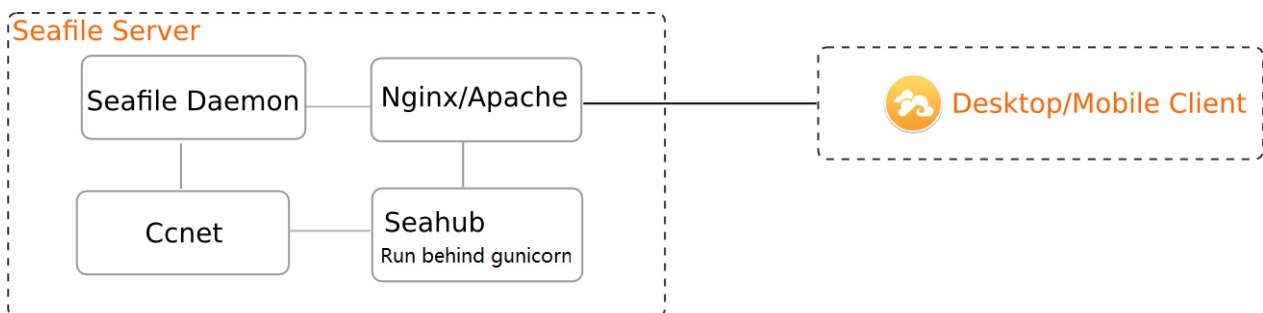 Seafile Server
Seafile Daemon
Nginx/Apache
Desktop/Mobile Client
Ccnet
Seahub
Run behind gunicorn